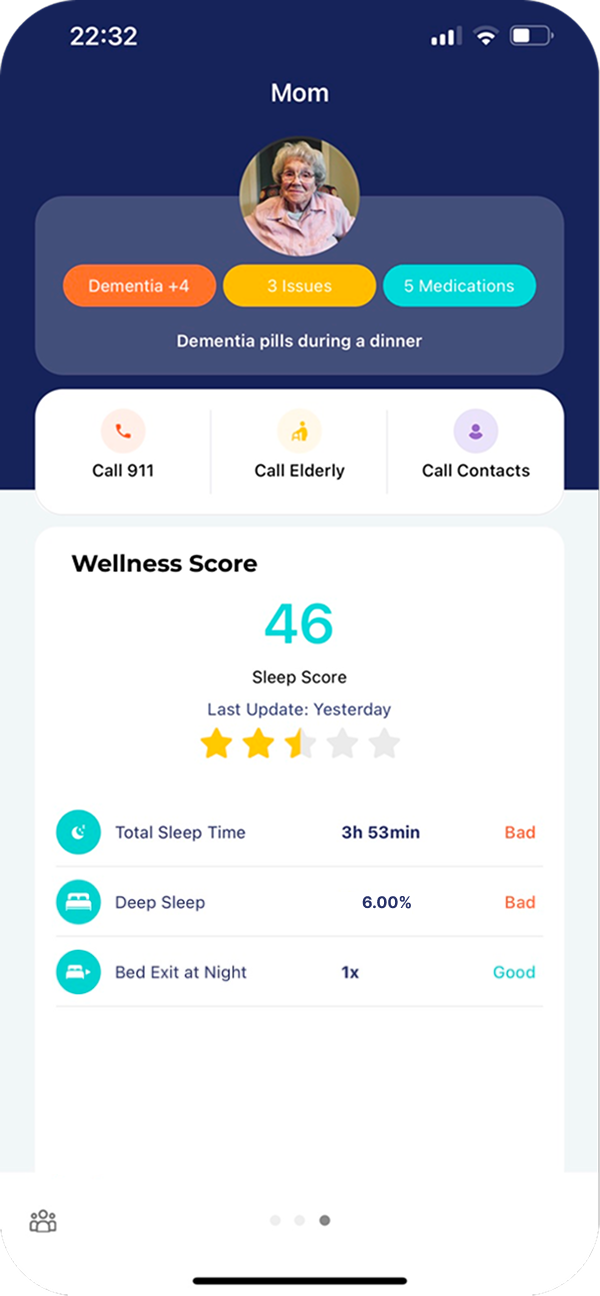 22:32
Mom
Dementia +4
3 Issues
5 Medications
Dementia pills during a dinner
Call 911
Call Elderly
Call Contacts
Wellness Score
46
Sleep Score
Last Update: Yesterday
Total Sleep Time 3h 53min Bad
Deep Sleep 6.00% Bad
Bed Exit at Night 1x Good